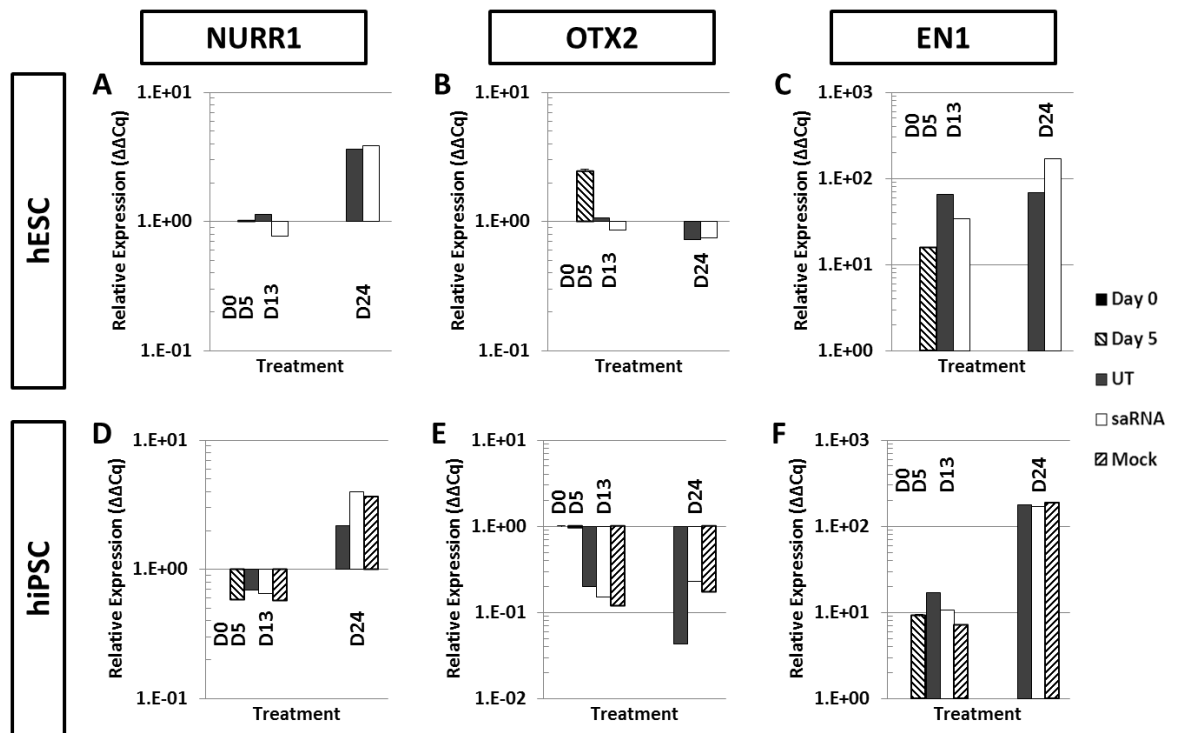 NURR1
OTX2
EN1
hESC
A
Relative Expression (ΔΔCq)
1.E+01
1.E+00
1.E-01
D0
D5
D13
D24
Treatment
B
Relative Expression (ΔΔCq)
1.E+01
1.E+00
1.E-01
D0
D5
D13
D24
Treatment
C
Relative Expression (ΔΔCq)
1.E+03
1.E+02
1.E+01
1.E+00
D0
D5
D13
D24
Treatment
Day 0
Day 5
UT
saRNA
Mock
hiPSC
D
Relative Expression (ΔΔCq)
1.E+01
1.E+00
1.E-01
D0
D5
D13
D24
Treatment
E
Relative Expression (ΔΔCq)
1.E+01
1.E+00
1.E-01
1.E-02
D0
D5
D13
D24
Treatment
F
Relative Expression (ΔΔCq)
1.E+03
1.E+02
1.E+01
1.E+00
D0
D5
D13
D24
Treatment